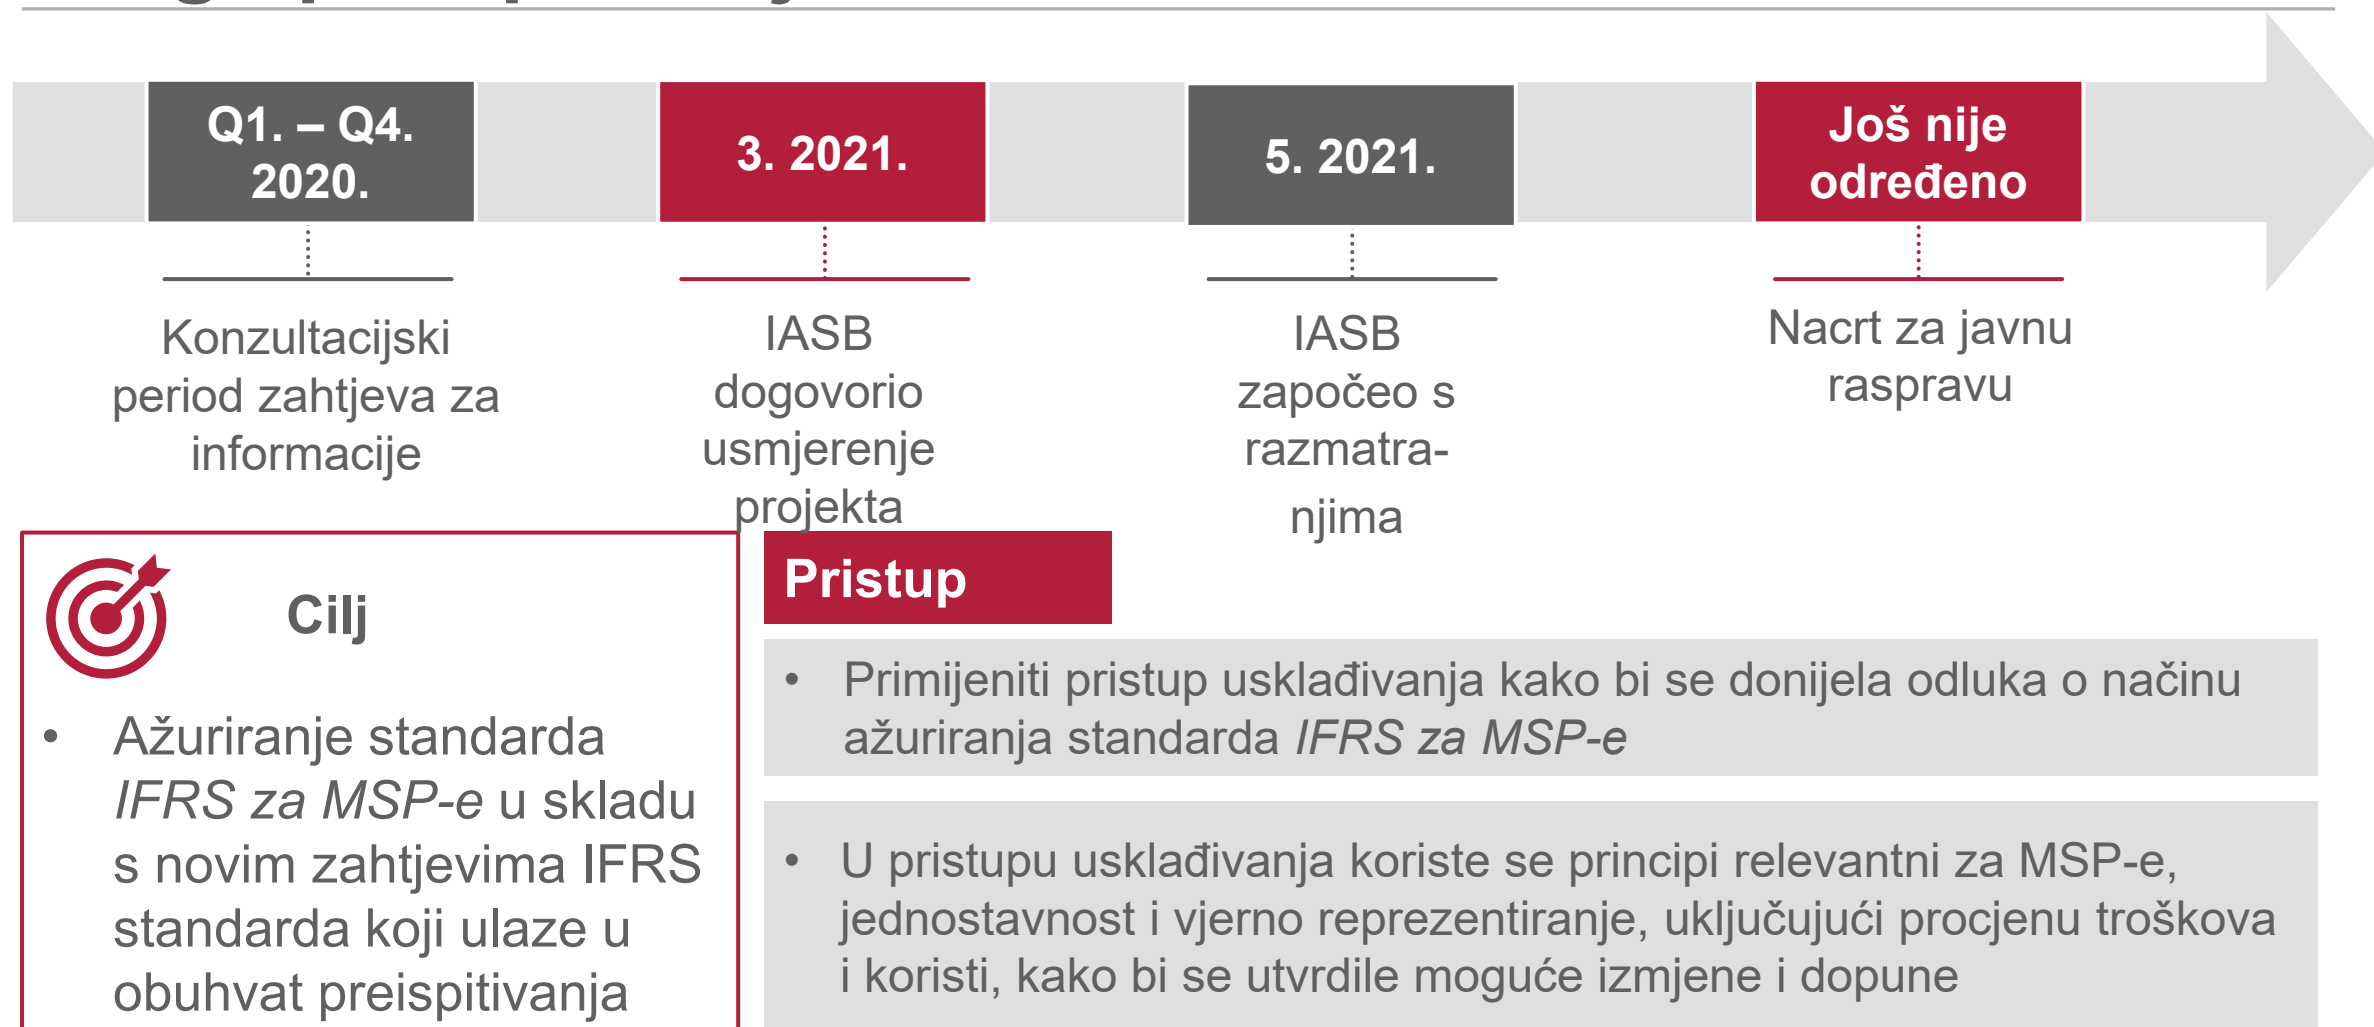 Q1. – Q4.
2020.
3. 2021.
5. 2021.
Još nije
određeno
Konzultacijski
period zahtjeva za
informacije
IASB
dogovorio
usmjerenje
projekta
IASB
započeo s
razmatra-
njima
Nacrt za javnu
raspravu
Cilj
• Ažuriranje standarda
IFRS za MSP-e u skladu
s novim zahtjevima IFRS
standarda koji ulaze u
obuhvat preispitivanja
Pristup
• Primijeniti pristup usklađivanja kako bi se donijela odluka o načinu
ažuriranja standarda IFRS za MSP-e
• U pristupu usklađivanja koriste se principi relevantni za MSP-e,
jednostavnost i vjerno reprezentiranje, uključujući procjenu troškova
i koristi, kako bi se utvrdile moguće izmjene i dopune